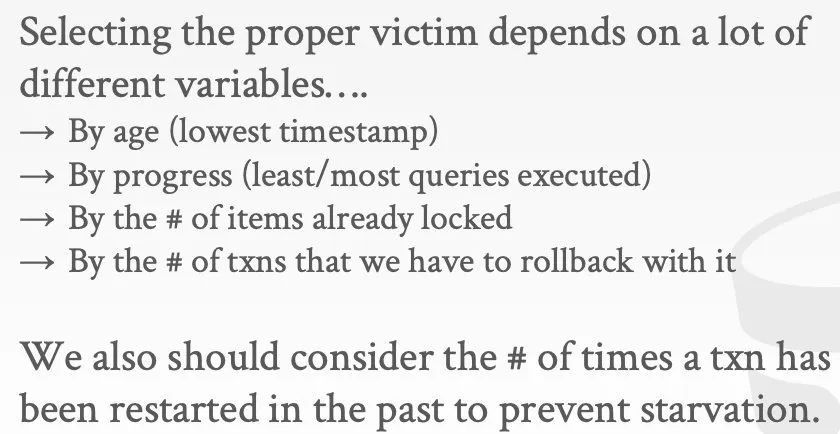 Selecting the proper victim depends on a lot of
different variables….
→ By age (lowest timestamp)
→ By progress (least/most queries executed)
→ By the # of items already locked
→ By the # of txns that we have to rollback with it
We also should consider the # of times a txn has
been restarted in the past to prevent starvation.